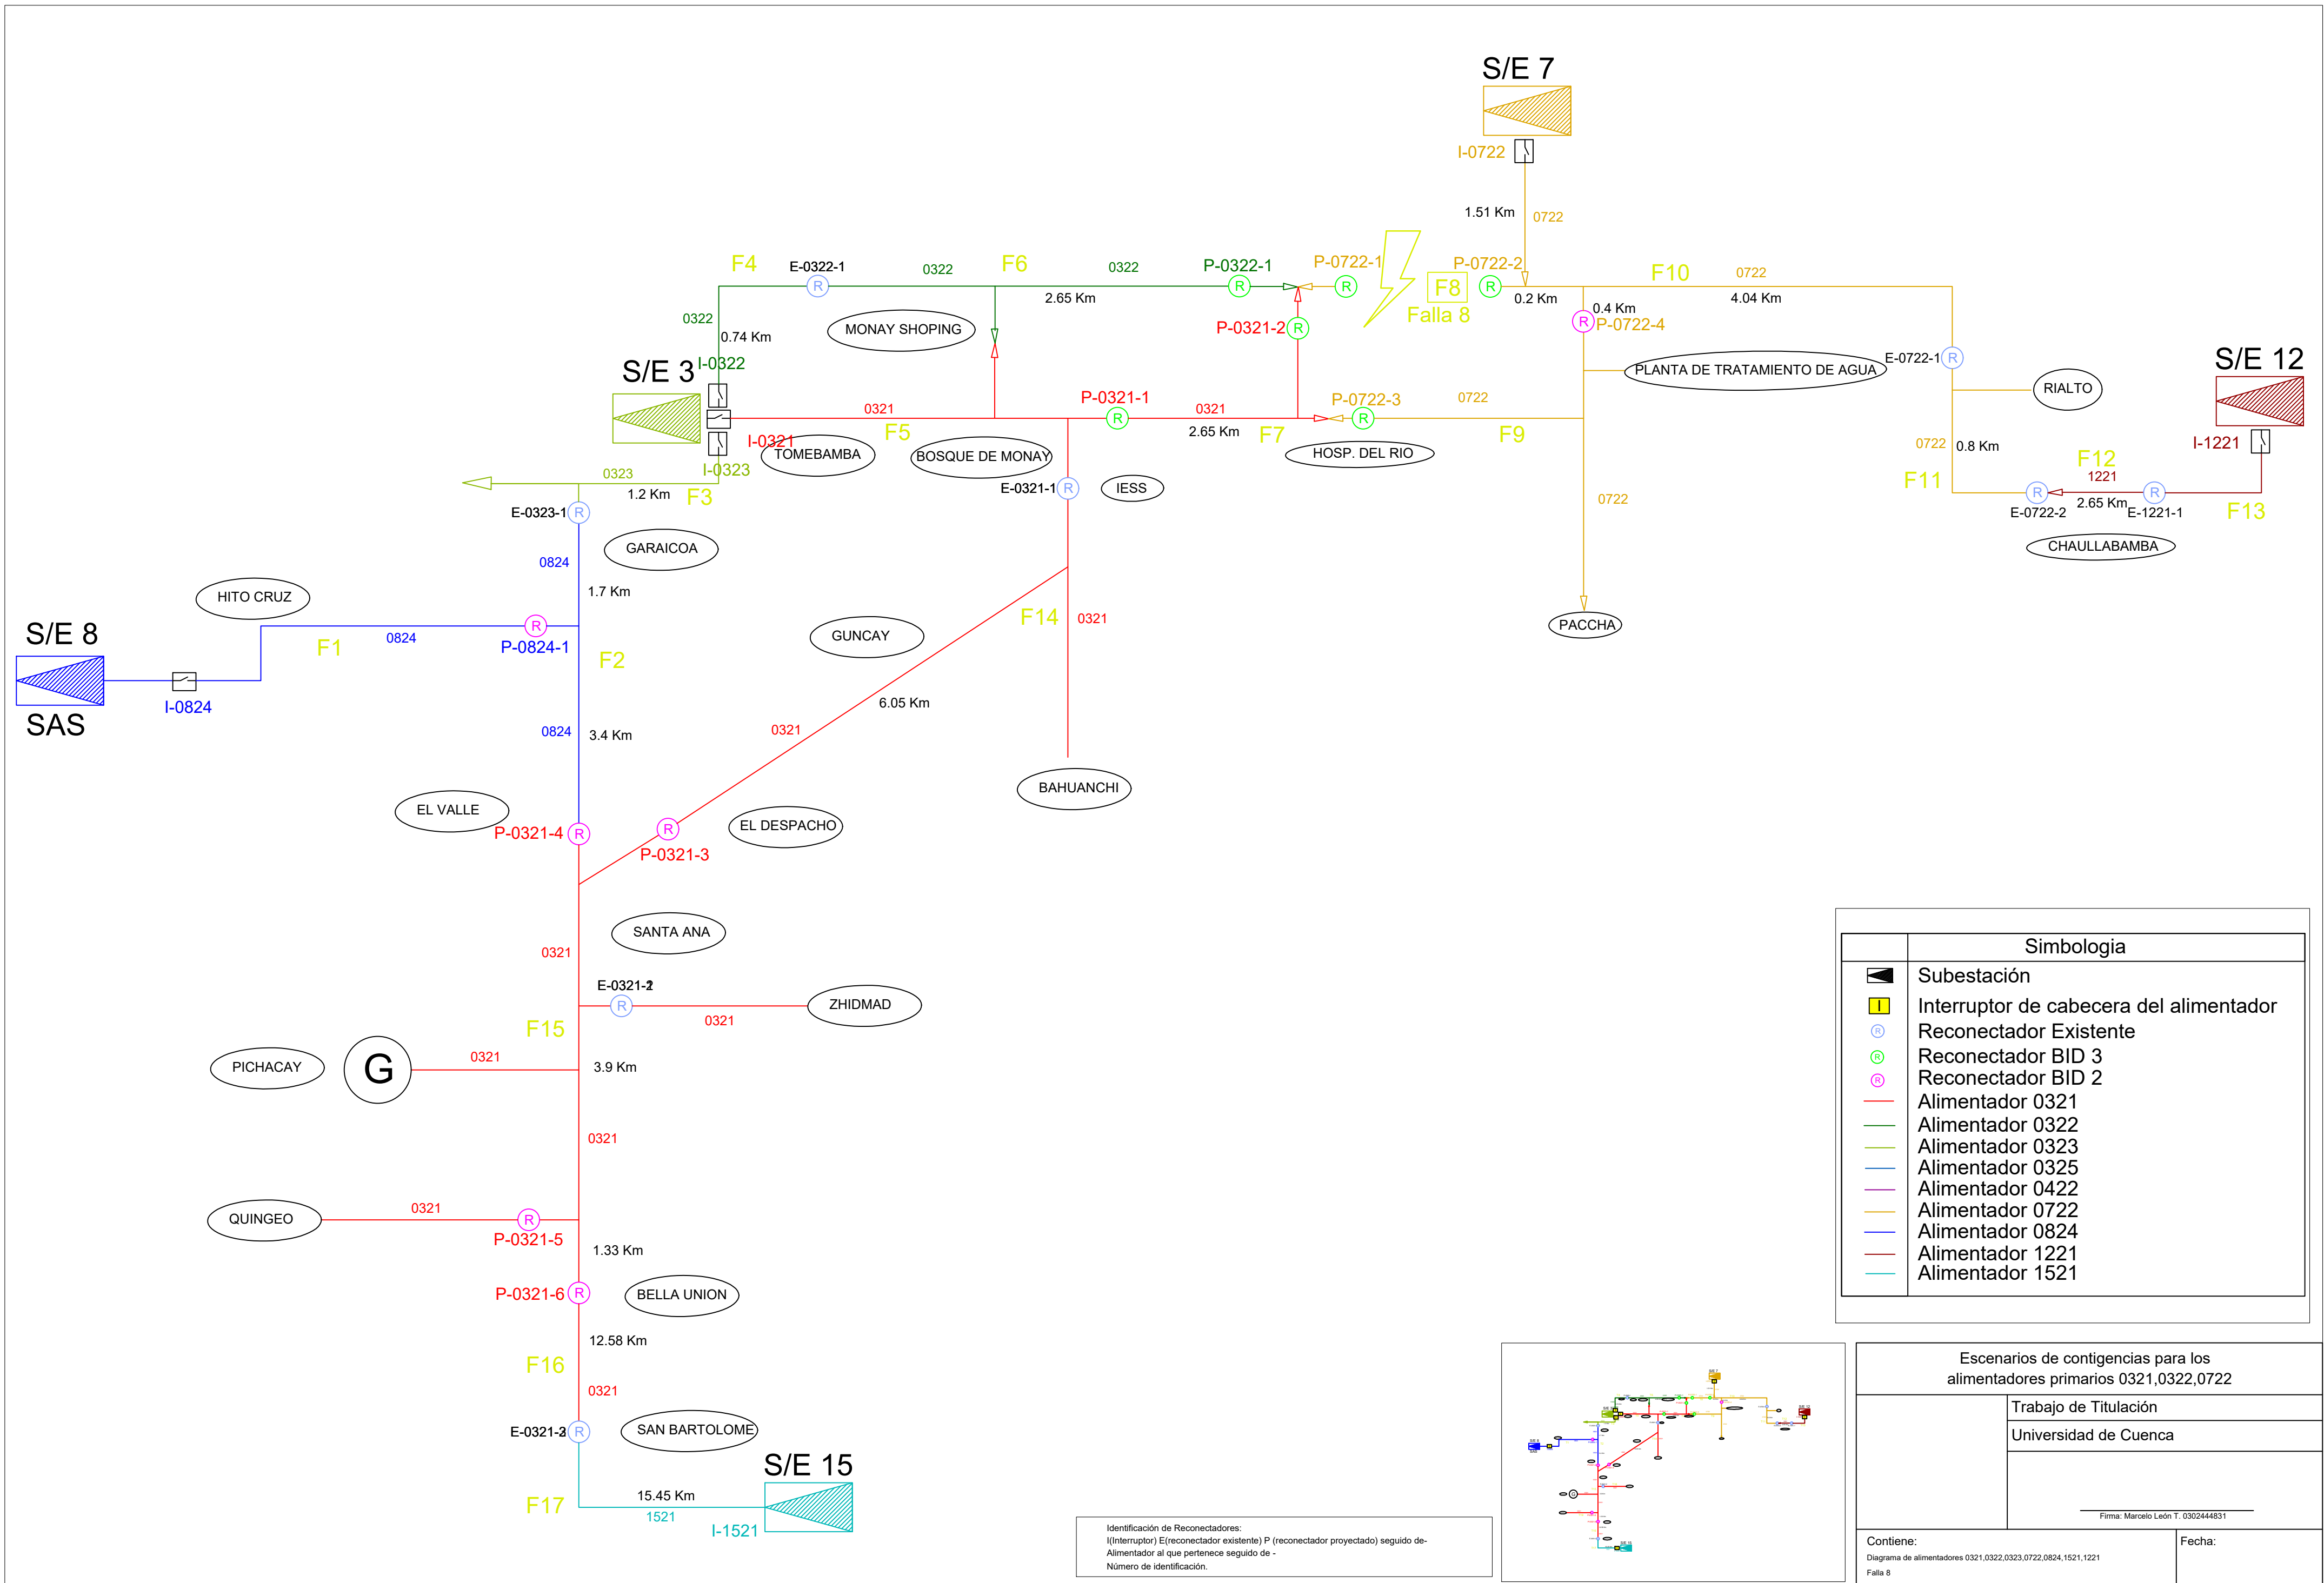 S/E 7
I-0722
1.51 Km
0722
F4
E-0322-1
0322
F6
0322
P-0322-1
P-0722-1
F8
Falla 8
P-0722-2
F10
0722
2.65 Km
0.2 Km
4.04 Km
0.4 Km
P-0722-4
0322
0.74 Km
MONAY SHOPING
P-0321-2
S/E 3
I-0322
PLANTA DE TRATAMIENTO DE AGUA
E-0722-1
S/E 12
RIALTO
0321
F5
P-0321-1
0321
2.65 Km
F7
P-0722-3
0722
F9
I-0321
TOMEBAMBA
BOSQUE DE MONAY
HOSP. DEL RIO
0722
0.8 Km
I-1221
I-0323
0323
1.2 Km
F3
E-0321-1
IESS
0722
F11
F12
1221
2.65 Km
E-0722-2
E-1221-1
F13
CHAULLABAMBA
E-0323-1
GARAICOA
0824
1.7 Km
HITO CRUZ
S/E 8
F1
0824
P-0824-1
F2
GUNCAY
F14
0321
PACCHA
I-0824
SAS
0824
3.4 Km
0321
6.05 Km
BAHUANCHI
EL VALLE
P-0321-4
P-0321-3
EL DESPACHO
SANTA ANA
0321
ZHIDMAD
0321
F15
PICHACAY
G
0321
3.9 Km
0321
QUINGEO
0321
P-0321-5
1.33 Km
P-0321-6
BELLA UNION
12.58 Km
F16
0321
SAN BARTOLOME
S/E 15
F17
15.45 Km
1521
I-1521
Simbologia
Subestación
I Interruptor de cabecera del alimentador
R Reconectador Existente
R Reconectador BID 3
R Reconectador BID 2
Alimentador 0321
Alimentador 0322
Alimentador 0323
Alimentador 0325
Alimentador 0422
Alimentador 0722
Alimentador 0824
Alimentador 1221
Alimentador 1521
Identificación de Reconectadores:
I(Interruptor) E(reconectador existente) P (reconectador proyectado) seguido de-
Alimentador al que pertenece seguido de -
Número de identificación.
Escenarios de contigencias para los
alimentadores primarios 0321,0322,0722
Trabajo de Titulación
Universidad de Cuenca
Firma: Marcelo León T. 0302444831
Contiene:
Diagrama de alimentadores 0321,0322,0323,0722,0824,1521,1221
Falla 8
Fecha: